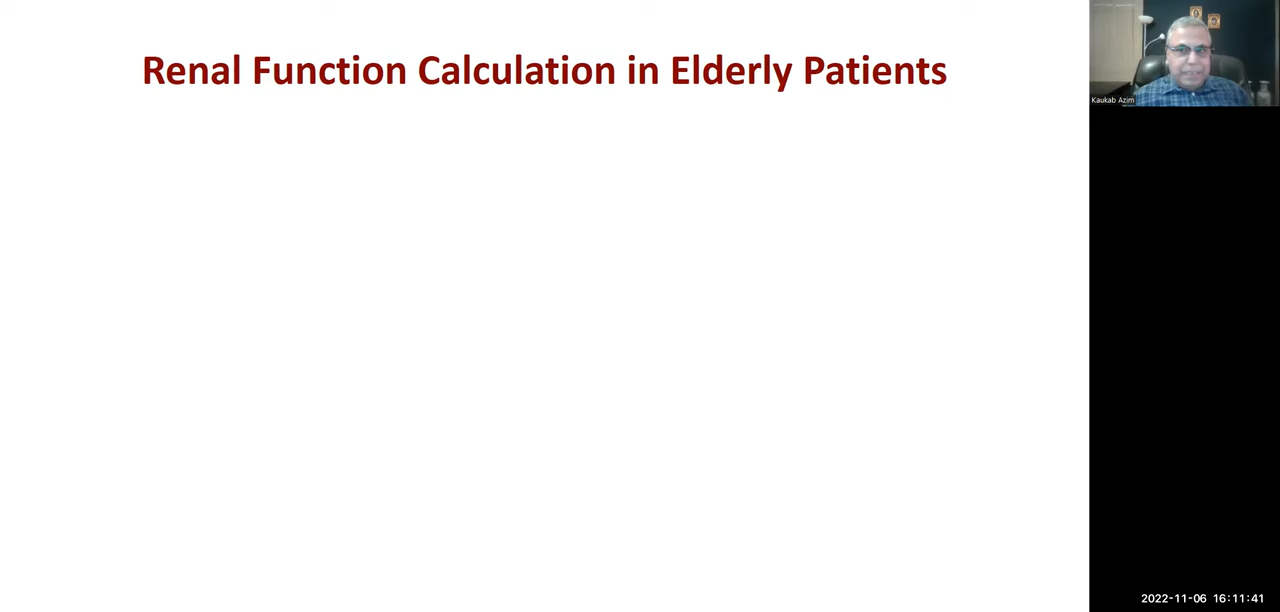 Renal Function Calculation in Elderly Patients
Kaukab Azim
2022-11-06 16:11:41